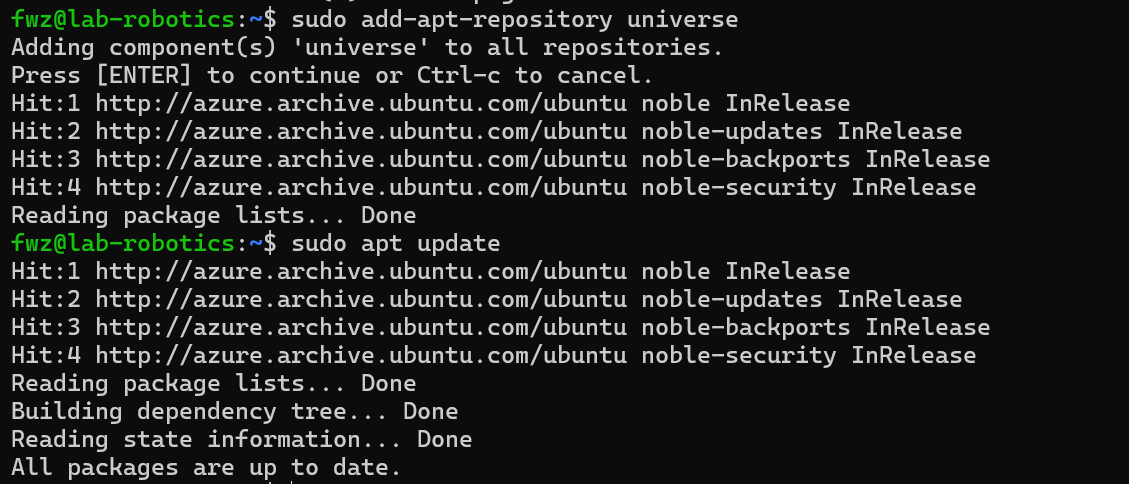 fwz@lab-robotics:~$ sudo add-apt-repository universe
Adding component(s) 'universe' to all repositories.
Press [ENTER] to continue or Ctrl-c to cancel.
Hit:1 http://azure.archive.ubuntu.com/ubuntu noble InRelease
Hit:2 http://azure.archive.ubuntu.com/ubuntu noble-updates InRelease
Hit:3 http://azure.archive.ubuntu.com/ubuntu noble-backports InRelease
Hit:4 http://azure.archive.ubuntu.com/ubuntu noble-security InRelease
Reading package lists... Done
fwz@lab-robotics:~$ sudo apt update
Hit:1 http://azure.archive.ubuntu.com/ubuntu noble InRelease
Hit:2 http://azure.archive.ubuntu.com/ubuntu noble-updates InRelease
Hit:3 http://azure.archive.ubuntu.com/ubuntu noble-backports InRelease
Hit:4 http://azure.archive.ubuntu.com/ubuntu noble-security InRelease
Reading package lists... Done
Building dependency tree... Done
Reading state information... Done
All packages are up to date.